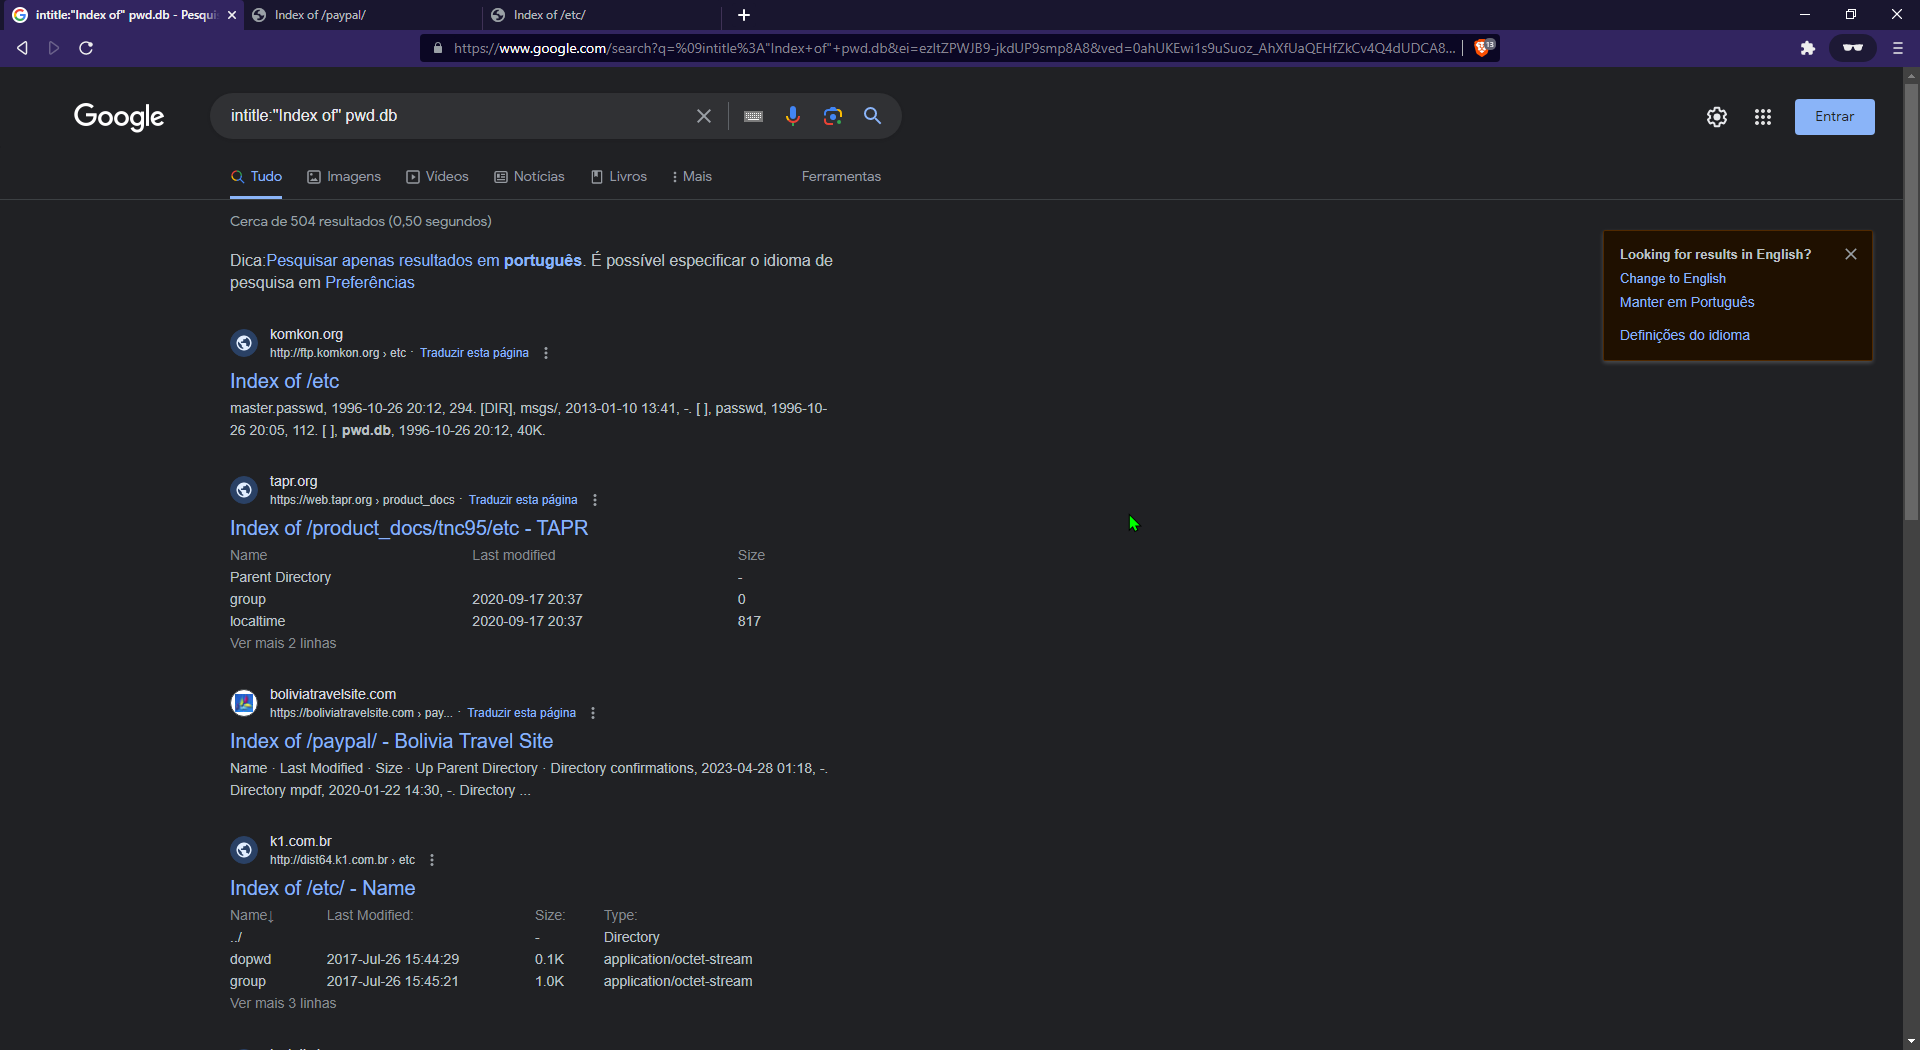 intitle:"Index of" pwd.db - Pesqui
Index of /paypal/
Index of /etc/
https://www.google.com/search?q=%09intitle%3A"Index+of"+pwd.db&ei=ezltZPWJB9-jkdUP9smp8A8&ved=0ahUKEwi1s9uSuoz_AhXfUaQEHfZkCv4Q4dUDCA8...
13
Google
intitle:"Index of" pwd.db
Entrar
Tudo
Imagens
Vídeos
Notícias
Livros
Mais
Ferramentas
Cerca de 504 resultados (0,50 segundos)
Dica:Pesquisar apenas resultados em português. É possível especificar o idioma de
pesquisa em Preferências
Looking for results in English?
Change to English
Manter em Português
Definições do idioma
komkon.org
http://ftp.komkon.org › etc · Traduzir esta página
Index of /etc
master.passwd, 1996-10-26 20:12, 294. [DIR], msgs/, 2013-01-10 13:41, -. [ ], passwd, 1996-10-
26 20:05, 112. [ ], pwd.db, 1996-10-26 20:12, 40K.
tapr.org
https://web.tapr.org › product_docs · Traduzir esta página
Index of /product_docs/tnc95/etc - TAPR
Name Last modified Size
Parent Directory -
group 2020-09-17 20:37 0
localtime 2020-09-17 20:37 817
Ver mais 2 linhas
boliviatravelsite.com
https://boliviatravelsite.com › pay... · Traduzir esta página
Index of /paypal/ - Bolivia Travel Site
Name · Last Modified · Size · Up Parent Directory · Directory confirmations, 2023-04-28 01:18, -.
Directory mpdf, 2020-01-22 14:30, -. Directory ...
k1.com.br
http://dist64.k1.com.br › etc
Index of /etc/ - Name
Name↓ Last Modified: Size: Type:
../ - Directory
dopwd 2017-Jul-26 15:44:29 0.1K application/octet-stream
group 2017-Jul-26 15:45:21 1.0K application/octet-stream
Ver mais 3 linhas